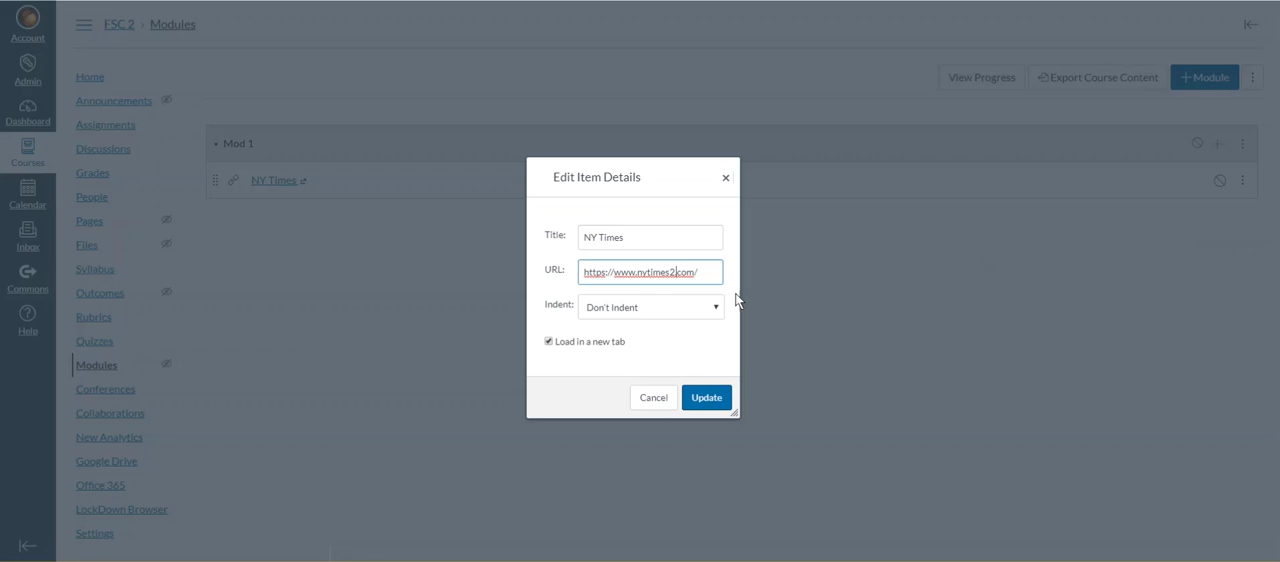 Account
Admin
Dashboard
Courses
Calendar
Inbox
Commons
Help
FSC 2 › Modules
Home
Announcements
Assignments
Discussions
Grades
People
Pages
Files
Syllabus
Outcomes
Rubrics
Quizzes
Modules
Conferences
Collaborations
New Analytics
Google Drive
Office 365
LockDown Browser
Settings
View Progress
Export Course Content
+Module
Mod 1
NY Times
Edit Item Details
Title: NY Times
URL: https://www.nytimes2.com/
Indent: Don't Indent
Load in a new tab
Cancel Update